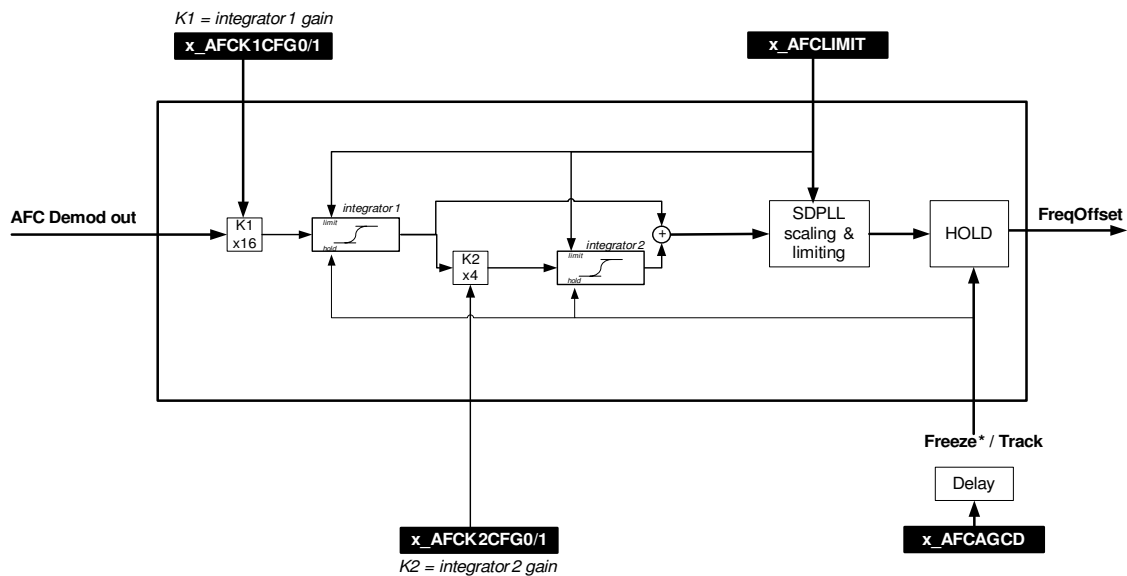 K1 = integrator 1 gain
x_AFCK1CFG0/1
x_AFCLIMIT
AFC Demod out
K1
x16
integrator 1
limit
hold
K2
x4
integrator 2
limit
hold
+
SDPLL
scaling &
limiting
HOLD
FreqOffset
Freeze* / Track
Delay
x_AFCAGCD
x_AFCK2CFG0/1
K2 = integrator 2 gain